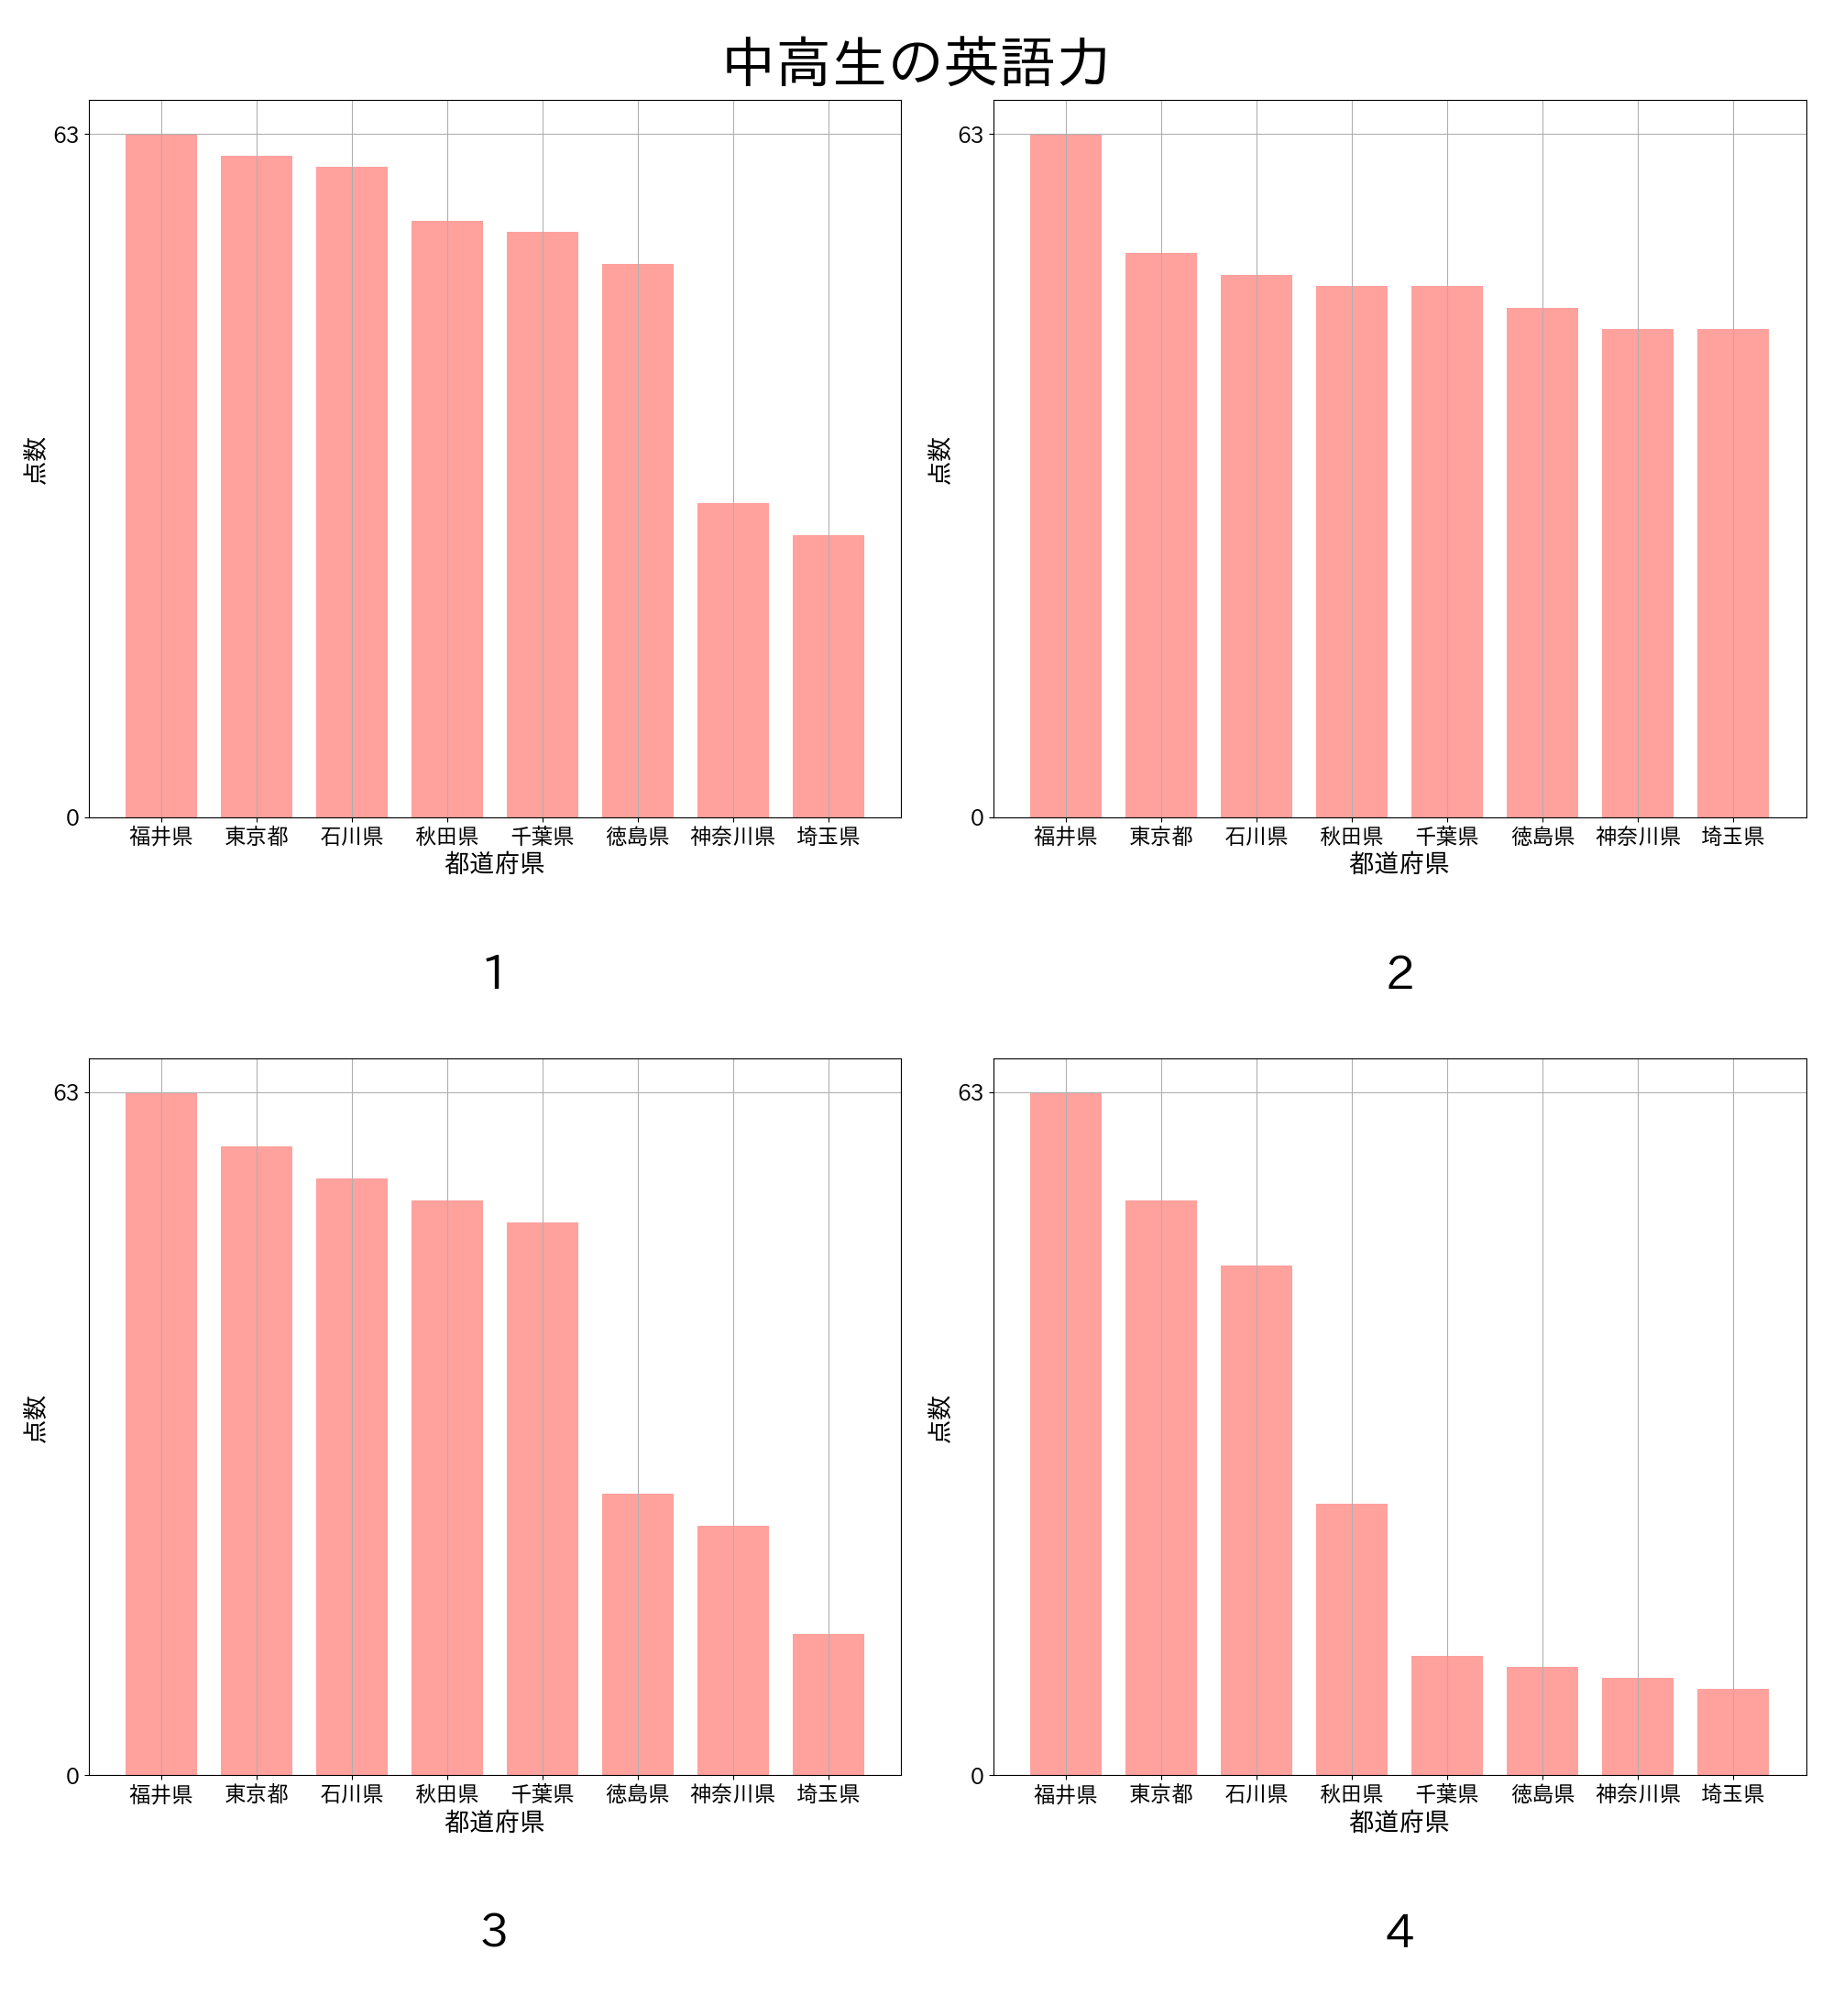 中高生の英語力
63
点数
0
福井県 東京都 石川県 秋田県 千葉県 徳島県 神奈川県 埼玉県
都道府県
1
63
点数
0
福井県 東京都 石川県 秋田県 千葉県 徳島県 神奈川県 埼玉県
都道府県
2
63
点数
0
福井県 東京都 石川県 秋田県 千葉県 徳島県 神奈川県 埼玉県
都道府県
3
63
点数
0
福井県 東京都 石川県 秋田県 千葉県 徳島県 神奈川県 埼玉県
都道府県
4